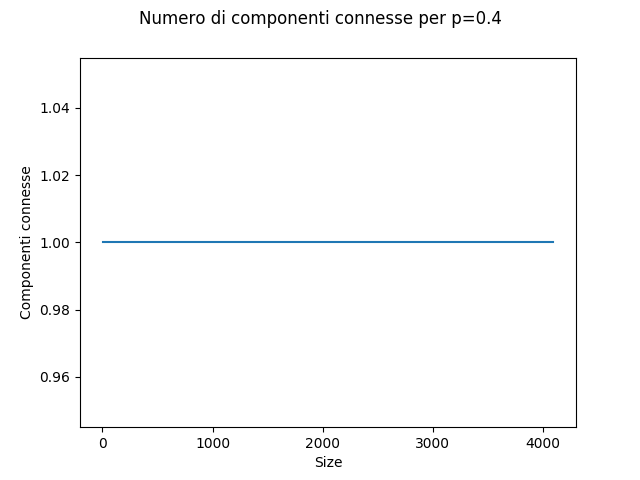 Numero di componenti connesse per p=0.4
Componenti connesse
1.04
1.02
1.00
0.98
0.96
0 1000 2000 3000 4000
Size